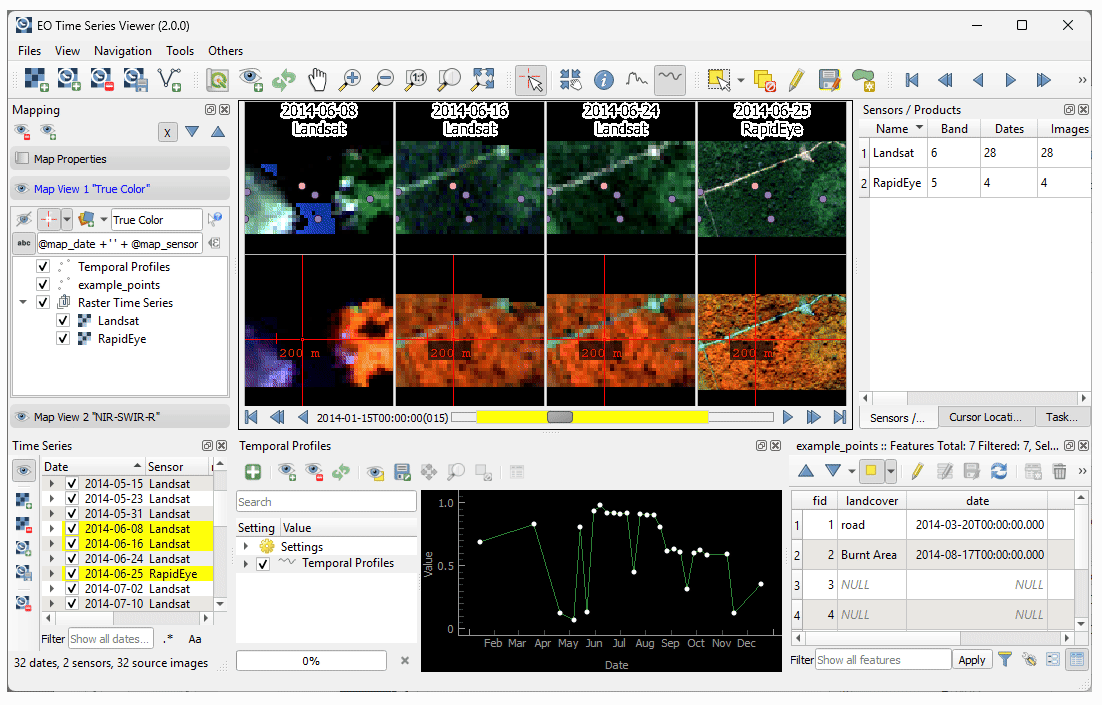 EO Time Series Viewer (2.0.0)
Files View Navigation Tools Others
Mapping
x
Map Properties
Map View 1 "True Color"
True Color
abc @map_date + ' ' + @map_sensor
Temporal Profiles
example_points
Raster Time Series
Landsat
RapidEye
Map View 2 "NIR-SWIR-R"
2014-06-08 Landsat
2014-06-16 Landsat
2014-06-24 Landsat
2014-06-25 RapidEye
200 m 200 m 200 m 200 m
2014-01-15T00:00:00(015)
Sensors / Products
Name Band Dates Images
1 Landsat 6 28 28
2 RapidEye 5 4 4
Sensors /... Cursor Locati... Task...
Time Series
Date Sensor
2014-05-15 Landsat
2014-05-23 Landsat
2014-05-31 Landsat
2014-06-08 Landsat
2014-06-16 Landsat
2014-06-24 Landsat
2014-06-25 RapidEye
2014-07-02 Landsat
2014-07-10 Landsat
Filter Show all dates... .* Aa
32 dates, 2 sensors, 32 source images
Temporal Profiles
Search
Setting Value
Settings
Temporal Profiles
0%
1.0
0.5
0
Value
Feb Mar Apr May Jun Jul Aug Sep Oct Nov Dec
Date
example_points :: Features Total: 7 Filtered: 7, Sel...
fid landcover date
1 1 road 2014-03-20T00:00:00.000
2 2 Burnt Area 2014-08-17T00:00:00.000
3 3 NULL NULL
4 4 NULL NULL
Filter Show all features Apply